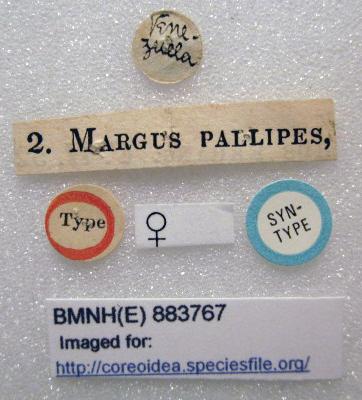 Vene-
zuela
2. MARGUS PALLIPES,
Type
♀
SYN-
TYPE
BMNH(E) 883767
Imaged for:
http://coreoidea.speciesfile.org/